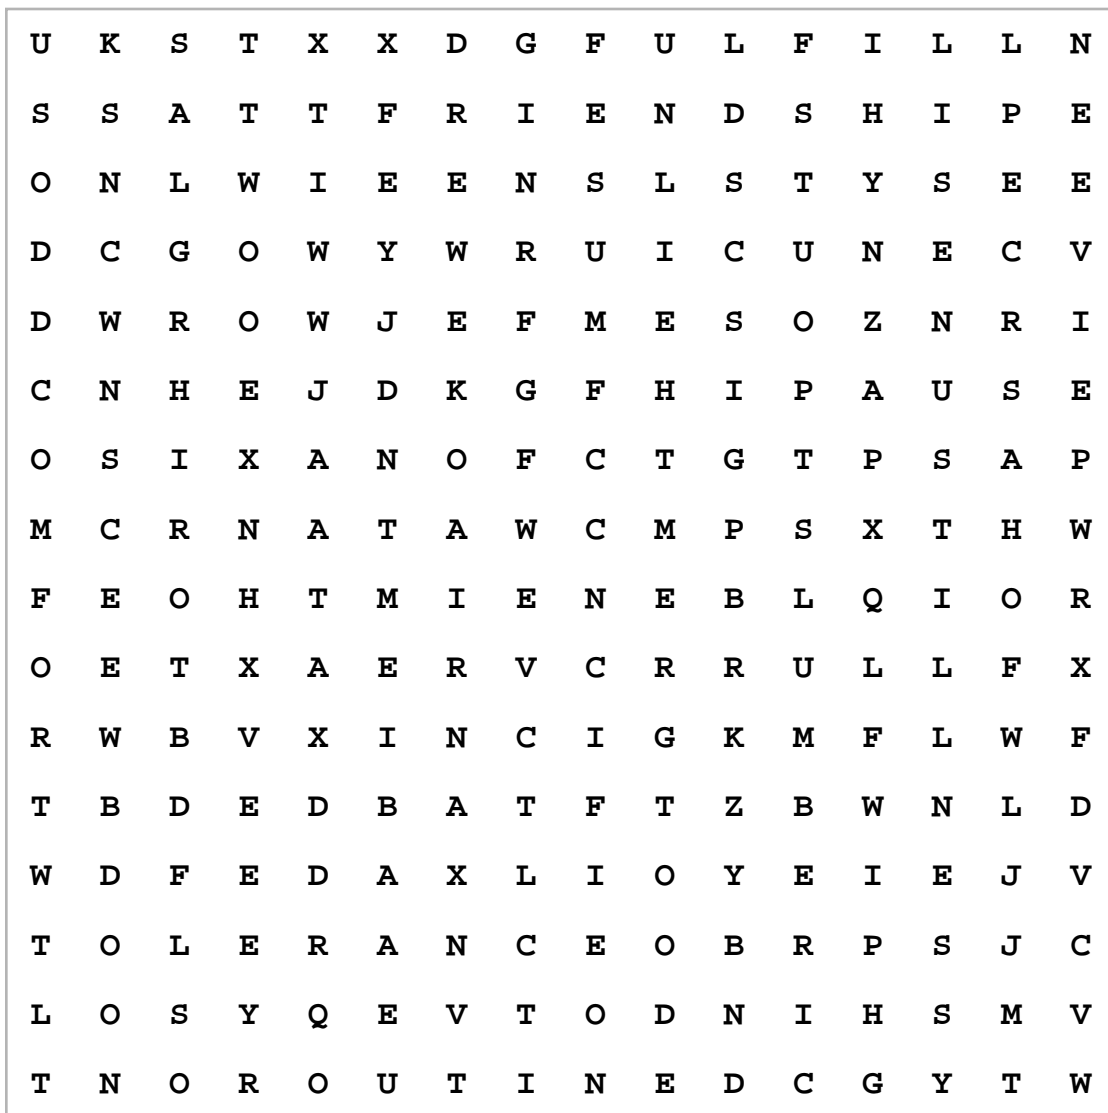 U K S T X X D G F U L F I L L N
S S A T T F R I E N D S H I P E
O N L W I E E N S L S T Y S E E
D C G O W Y W R U I C U N E C V
D W R O W J E F M E S O Z N R I
C N H E J D K G F H I P A U S E
O S I X A N O F C T G T P S A P
M C R N A T A W C M P S X T H W
F E O H T M I E N E B L Q I O R
O E T X A E R V C R R U L L F X
R W B V X I N C I G K M F L W F
T B D E D B A T F T Z B W N L D
W D F E D A X L I O Y E I E J V
T O L E R A N C E O B R P S J C
L O S Y Q E V T O D N I H S M V
T N O R O U T I N E D C G Y T W